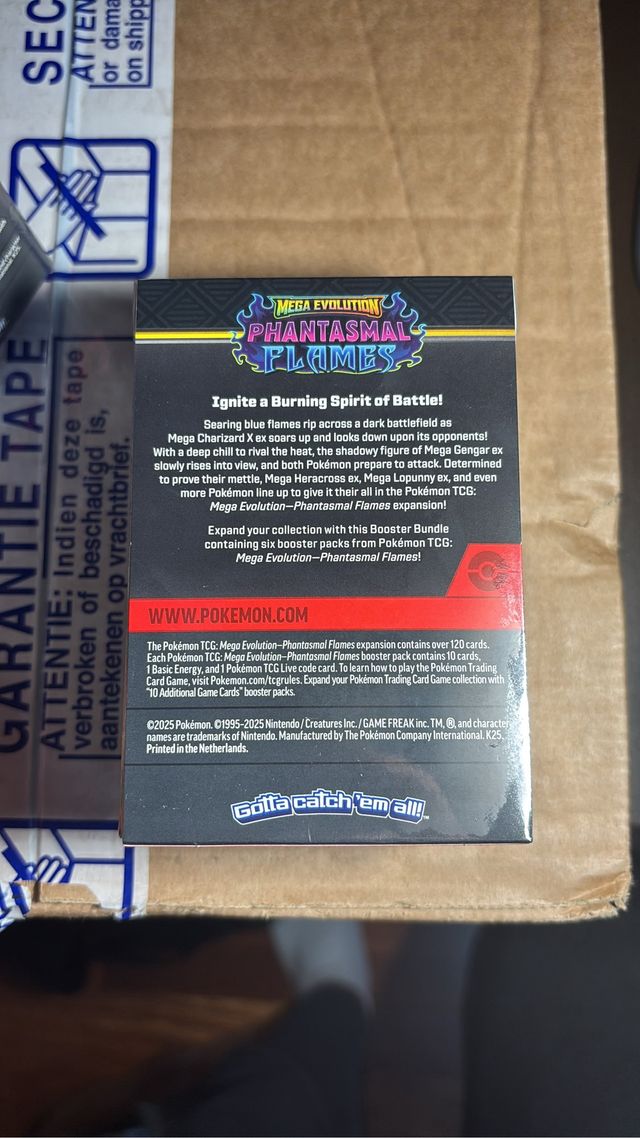 SEC
ATTEN
or dama
on shipp
GARANTIE TAPE
ATTENTIE: Indien deze tape
verbroken of beschadigd is,
aantekenen op vrachtbrief.
MEGA EVOLUTION
PHANTASMAL
FLAMES
Ignite a Burning Spirit of Battle!
Searing blue flames rip across a dark battlefield as
Mega Charizard X ex soars up and looks down upon its opponents!
With a deep chill to rival the heat, the shadowy figure of Mega Gengar ex
slowly rises into view, and both Pokémon prepare to attack. Determined
to prove their mettle, Mega Heracross ex, Mega Lopunny ex, and even
more Pokémon line up to give it their all in the Pokémon TCG:
Mega Evolution—Phantasmal Flames expansion!
Expand your collection with this Booster Bundle
containing six booster packs from Pokémon TCG:
Mega Evolution—Phantasmal Flames!
WWW.POKEMON.COM
The Pokémon TCG: Mega Evolution—Phantasmal Flames expansion contains over 120 cards.
Each Pokémon TCG: Mega Evolution—Phantasmal Flames booster pack contains 10 cards,
1 Basic Energy, and 1 Pokémon TCG Live code card. To learn how to play the Pokémon Trading
Card Game, visit Pokemon.com/tcgrules. Expand your Pokémon Trading Card Game collection with
"10 Additional Game Cards" booster packs.
©2025 Pokémon. ©1995-2025 Nintendo / Creatures Inc. / GAME FREAK inc. TM, ®, and character
names are trademarks of Nintendo. Manufactured by The Pokémon Company International. K25.
Printed in the Netherlands.
Gotta catch 'em all!™